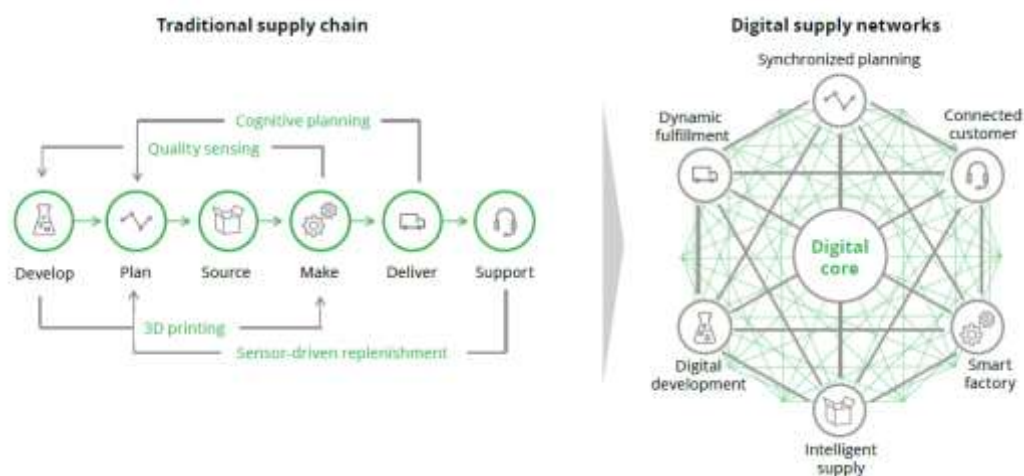 Traditional supply chain
Cognitive planning
Quality sensing
Develop
Plan
Source
Make
Deliver
Support
3D printing
Sensor-driven replenishment
Digital supply networks
Synchronized planning
Dynamic
fulfillment
Connected
customer
Digital
core
Digital
development
Smart
factory
Intelligent
supply